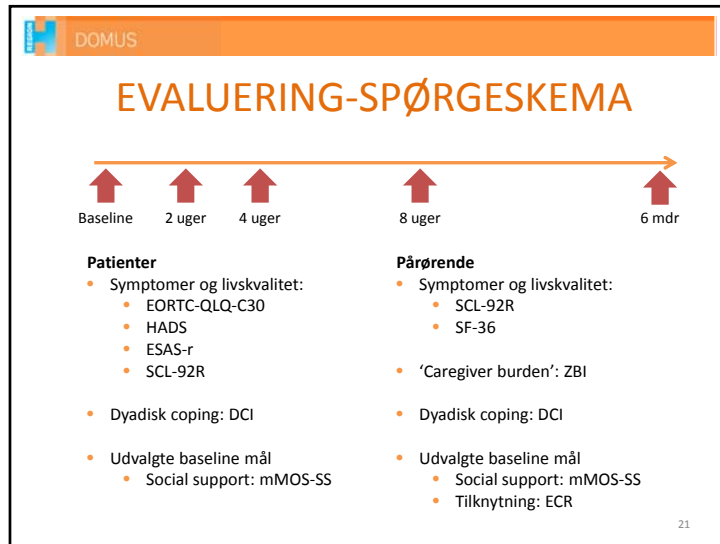 REGION
DOMUS
EVALUERING-SPØRGESKEMA
Baseline
2 uger
4 uger
8 uger
6 mdr
Patienter
• Symptomer og livskvalitet:
• EORTC-QLQ-C30
• HADS
• ESAS-r
• SCL-92R
• Dyadisk coping: DCI
• Udvalgte baseline mål
• Social support: mMOS-SS
Pårørende
• Symptomer og livskvalitet:
• SCL-92R
• SF-36
• ‘Caregiver burden’: ZBI
• Dyadisk coping: DCI
• Udvalgte baseline mål
• Social support: mMOS-SS
• Tilknytning: ECR
21